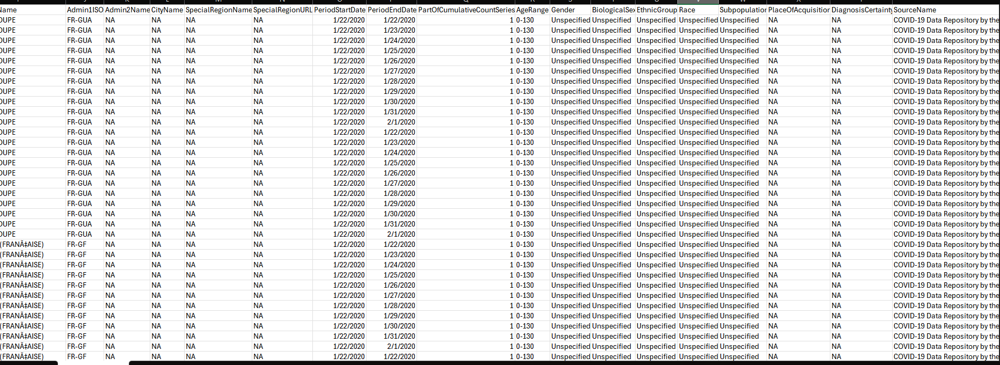 Name Admin1ISO Admin2Name CityName SpecialRegionName SpecialRegionURL PeriodStartDate PeriodEndDate PartOfCumulativeCountSeries AgeRange Gender BiologicalSex EthnicGroup Race Subpopulation PlaceOfAcquisition DiagnosisCertainty SourceName
OUPE FR-GUA NA NA NA NA 1/22/2020 1/22/2020 1 0-130 Unspecified Unspecified Unspecified Unspecified Unspecified NA NA COVID-19 Data Repository by the
OUPE FR-GUA NA NA NA NA 1/22/2020 1/23/2020 1 0-130 Unspecified Unspecified Unspecified Unspecified Unspecified NA NA COVID-19 Data Repository by the
OUPE FR-GUA NA NA NA NA 1/22/2020 1/24/2020 1 0-130 Unspecified Unspecified Unspecified Unspecified Unspecified NA NA COVID-19 Data Repository by the
OUPE FR-GUA NA NA NA NA 1/22/2020 1/25/2020 1 0-130 Unspecified Unspecified Unspecified Unspecified Unspecified NA NA COVID-19 Data Repository by the
OUPE FR-GUA NA NA NA NA 1/22/2020 1/26/2020 1 0-130 Unspecified Unspecified Unspecified Unspecified Unspecified NA NA COVID-19 Data Repository by the
OUPE FR-GUA NA NA NA NA 1/22/2020 1/27/2020 1 0-130 Unspecified Unspecified Unspecified Unspecified Unspecified NA NA COVID-19 Data Repository by the
OUPE FR-GUA NA NA NA NA 1/22/2020 1/28/2020 1 0-130 Unspecified Unspecified Unspecified Unspecified Unspecified NA NA COVID-19 Data Repository by the
OUPE FR-GUA NA NA NA NA 1/22/2020 1/29/2020 1 0-130 Unspecified Unspecified Unspecified Unspecified Unspecified NA NA COVID-19 Data Repository by the
OUPE FR-GUA NA NA NA NA 1/22/2020 1/30/2020 1 0-130 Unspecified Unspecified Unspecified Unspecified Unspecified NA NA COVID-19 Data Repository by the
OUPE FR-GUA NA NA NA NA 1/22/2020 1/31/2020 1 0-130 Unspecified Unspecified Unspecified Unspecified Unspecified NA NA COVID-19 Data Repository by the
OUPE FR-GUA NA NA NA NA 1/22/2020 2/1/2020 1 0-130 Unspecified Unspecified Unspecified Unspecified Unspecified NA NA COVID-19 Data Repository by the
OUPE FR-GUA NA NA NA NA 1/22/2020 1/22/2020 1 0-130 Unspecified Unspecified Unspecified Unspecified Unspecified NA NA COVID-19 Data Repository by the
OUPE FR-GUA NA NA NA NA 1/22/2020 1/23/2020 1 0-130 Unspecified Unspecified Unspecified Unspecified Unspecified NA NA COVID-19 Data Repository by the
OUPE FR-GUA NA NA NA NA 1/22/2020 1/24/2020 1 0-130 Unspecified Unspecified Unspecified Unspecified Unspecified NA NA COVID-19 Data Repository by the
OUPE FR-GUA NA NA NA NA 1/22/2020 1/25/2020 1 0-130 Unspecified Unspecified Unspecified Unspecified Unspecified NA NA COVID-19 Data Repository by the
OUPE FR-GUA NA NA NA NA 1/22/2020 1/26/2020 1 0-130 Unspecified Unspecified Unspecified Unspecified Unspecified NA NA COVID-19 Data Repository by the
OUPE FR-GUA NA NA NA NA 1/22/2020 1/27/2020 1 0-130 Unspecified Unspecified Unspecified Unspecified Unspecified NA NA COVID-19 Data Repository by the
OUPE FR-GUA NA NA NA NA 1/22/2020 1/28/2020 1 0-130 Unspecified Unspecified Unspecified Unspecified Unspecified NA NA COVID-19 Data Repository by the
OUPE FR-GUA NA NA NA NA 1/22/2020 1/29/2020 1 0-130 Unspecified Unspecified Unspecified Unspecified Unspecified NA NA COVID-19 Data Repository by the
OUPE FR-GUA NA NA NA NA 1/22/2020 1/30/2020 1 0-130 Unspecified Unspecified Unspecified Unspecified Unspecified NA NA COVID-19 Data Repository by the
OUPE FR-GUA NA NA NA NA 1/22/2020 1/31/2020 1 0-130 Unspecified Unspecified Unspecified Unspecified Unspecified NA NA COVID-19 Data Repository by the
OUPE FR-GUA NA NA NA NA 1/22/2020 2/1/2020 1 0-130 Unspecified Unspecified Unspecified Unspecified Unspecified NA NA COVID-19 Data Repository by the
(FRANÃ‡AISE) FR-GF NA NA NA NA 1/22/2020 1/22/2020 1 0-130 Unspecified Unspecified Unspecified Unspecified Unspecified NA NA COVID-19 Data Repository by the
(FRANÃ‡AISE) FR-GF NA NA NA NA 1/22/2020 1/23/2020 1 0-130 Unspecified Unspecified Unspecified Unspecified Unspecified NA NA COVID-19 Data Repository by the
(FRANÃ‡AISE) FR-GF NA NA NA NA 1/22/2020 1/24/2020 1 0-130 Unspecified Unspecified Unspecified Unspecified Unspecified NA NA COVID-19 Data Repository by the
(FRANÃ‡AISE) FR-GF NA NA NA NA 1/22/2020 1/25/2020 1 0-130 Unspecified Unspecified Unspecified Unspecified Unspecified NA NA COVID-19 Data Repository by the
(FRANÃ‡AISE) FR-GF NA NA NA NA 1/22/2020 1/26/2020 1 0-130 Unspecified Unspecified Unspecified Unspecified Unspecified NA NA COVID-19 Data Repository by the
(FRANÃ‡AISE) FR-GF NA NA NA NA 1/22/2020 1/27/2020 1 0-130 Unspecified Unspecified Unspecified Unspecified Unspecified NA NA COVID-19 Data Repository by the
(FRANÃ‡AISE) FR-GF NA NA NA NA 1/22/2020 1/28/2020 1 0-130 Unspecified Unspecified Unspecified Unspecified Unspecified NA NA COVID-19 Data Repository by the
(FRANÃ‡AISE) FR-GF NA NA NA NA 1/22/2020 1/29/2020 1 0-130 Unspecified Unspecified Unspecified Unspecified Unspecified NA NA COVID-19 Data Repository by the
(FRANÃ‡AISE) FR-GF NA NA NA NA 1/22/2020 1/30/2020 1 0-130 Unspecified Unspecified Unspecified Unspecified Unspecified NA NA COVID-19 Data Repository by the
(FRANÃ‡AISE) FR-GF NA NA NA NA 1/22/2020 1/31/2020 1 0-130 Unspecified Unspecified Unspecified Unspecified Unspecified NA NA COVID-19 Data Repository by the
(FRANÃ‡AISE) FR-GF NA NA NA NA 1/22/2020 2/1/2020 1 0-130 Unspecified Unspecified Unspecified Unspecified Unspecified NA NA COVID-19 Data Repository by the
(FRANÃ‡AISE) FR-GF NA NA NA NA 1/22/2020 1/22/2020 1 0-130 Unspecified Unspecified Unspecified Unspecified Unspecified NA NA COVID-19 Data Repository by the